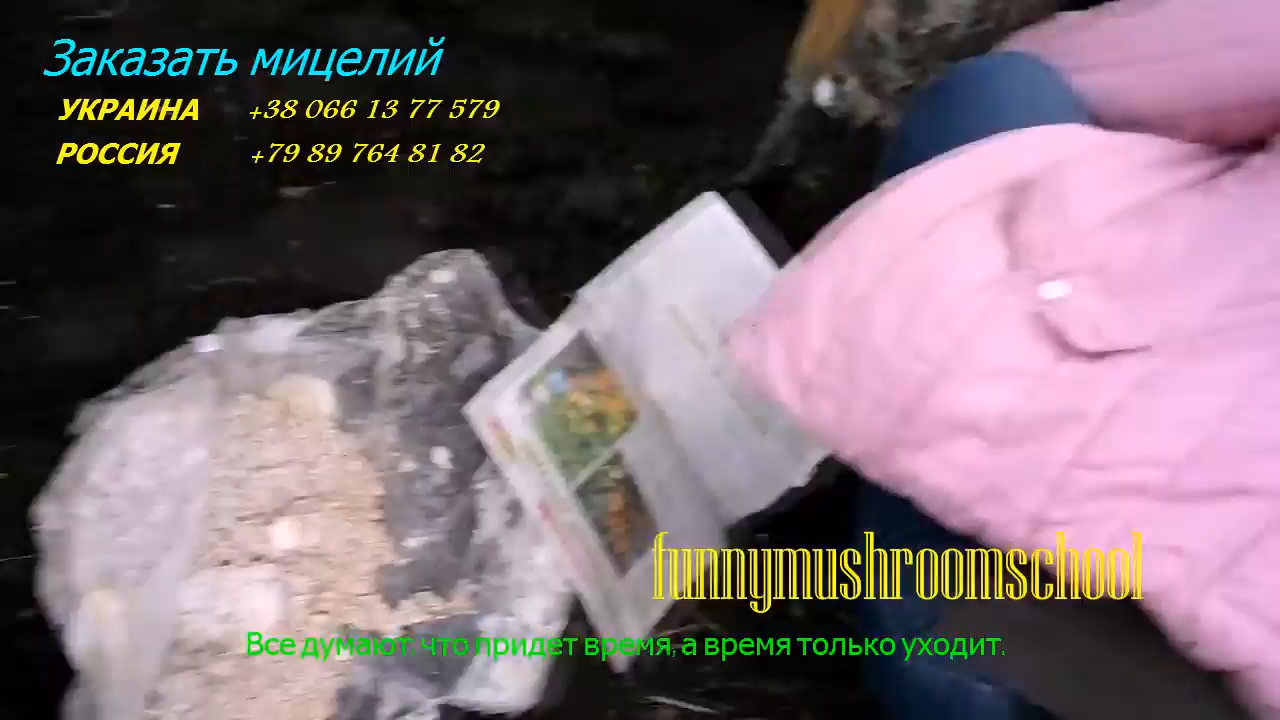 Заказать мицелий
УКРАИНА +38 066 13 77 579
РОССИЯ +79 89 764 81 82
funnymushroomschool
Все думают, что придет время, а время только уходит.